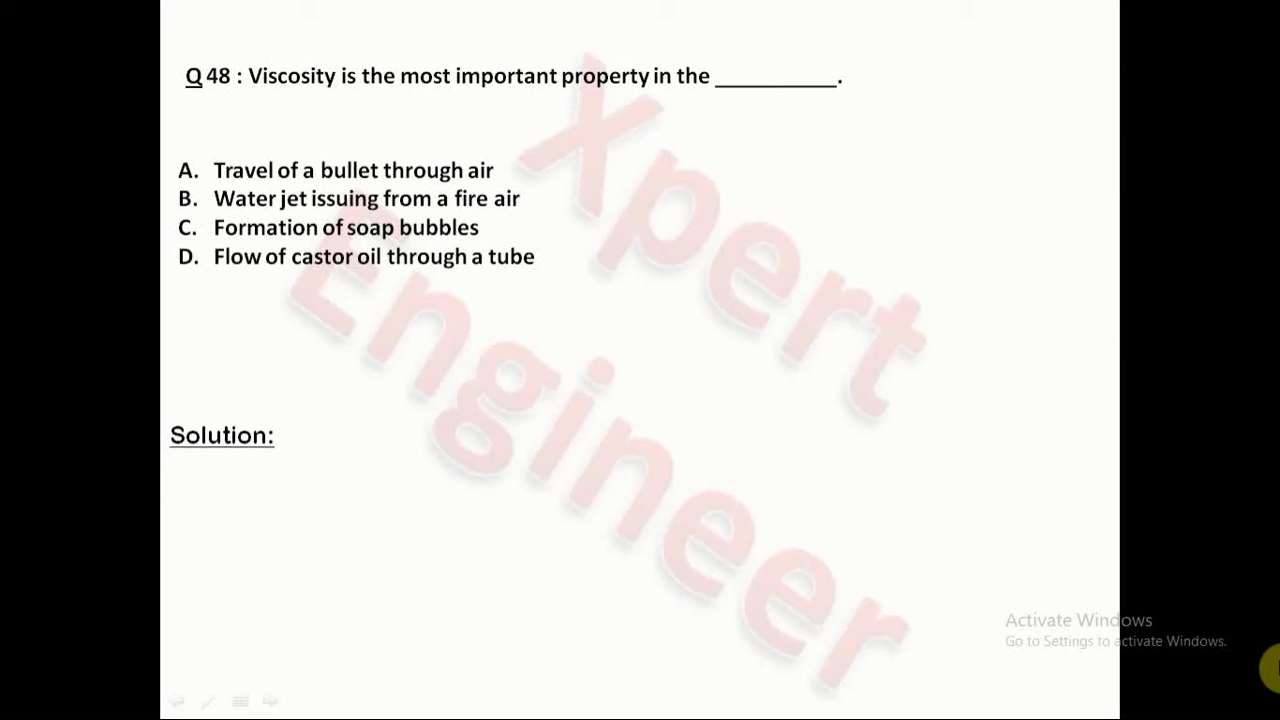 Q 48 : Viscosity is the most important property in the __________.
A. Travel of a bullet through air
B. Water jet issuing from a fire air
C. Formation of soap bubbles
D. Flow of castor oil through a tube
Xpert
Engineer
Solution:
Activate Windows
Go to Settings to activate Windows.